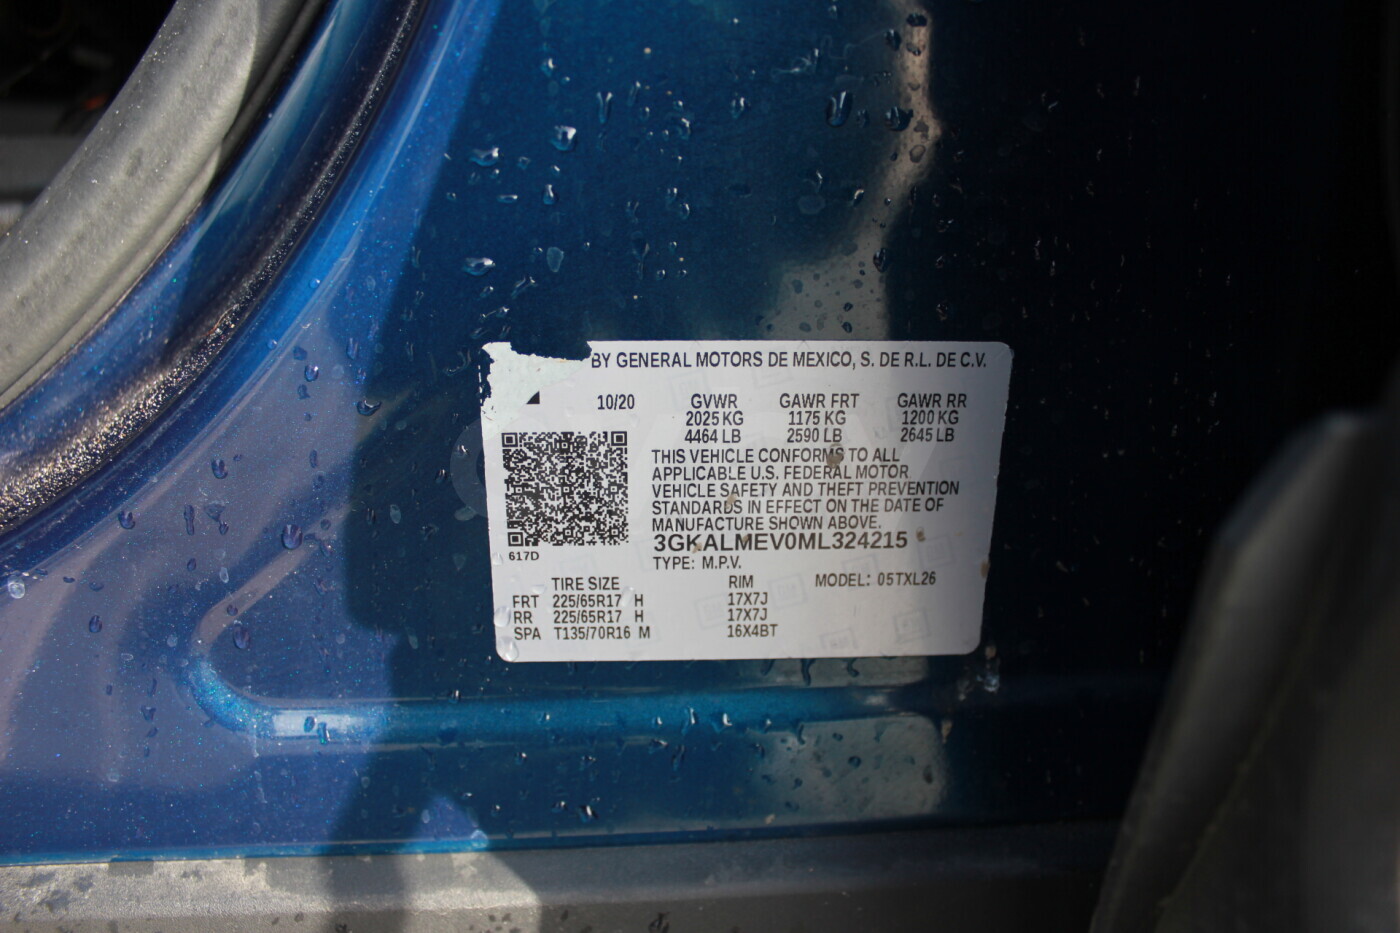 BY GENERAL MOTORS DE MEXICO, S. DE R.L. DE C.V.
10/20 GVWR GAWR FRT GAWR RR
2025 KG 1175 KG 1200 KG
4464 LB 2590 LB 2645 LB
THIS VEHICLE CONFORMS TO ALL
APPLICABLE U.S. FEDERAL MOTOR
VEHICLE SAFETY AND THEFT PREVENTION
STANDARDS IN EFFECT ON THE DATE OF
MANUFACTURE SHOWN ABOVE.
3GKALMEV0ML324215
617D
TYPE: M.P.V.
TIRE SIZE RIM MODEL: 05TXL26
FRT 225/65R17 H 17X7J
RR 225/65R17 H 17X7J
SPA T135/70R16 M 16X4BT